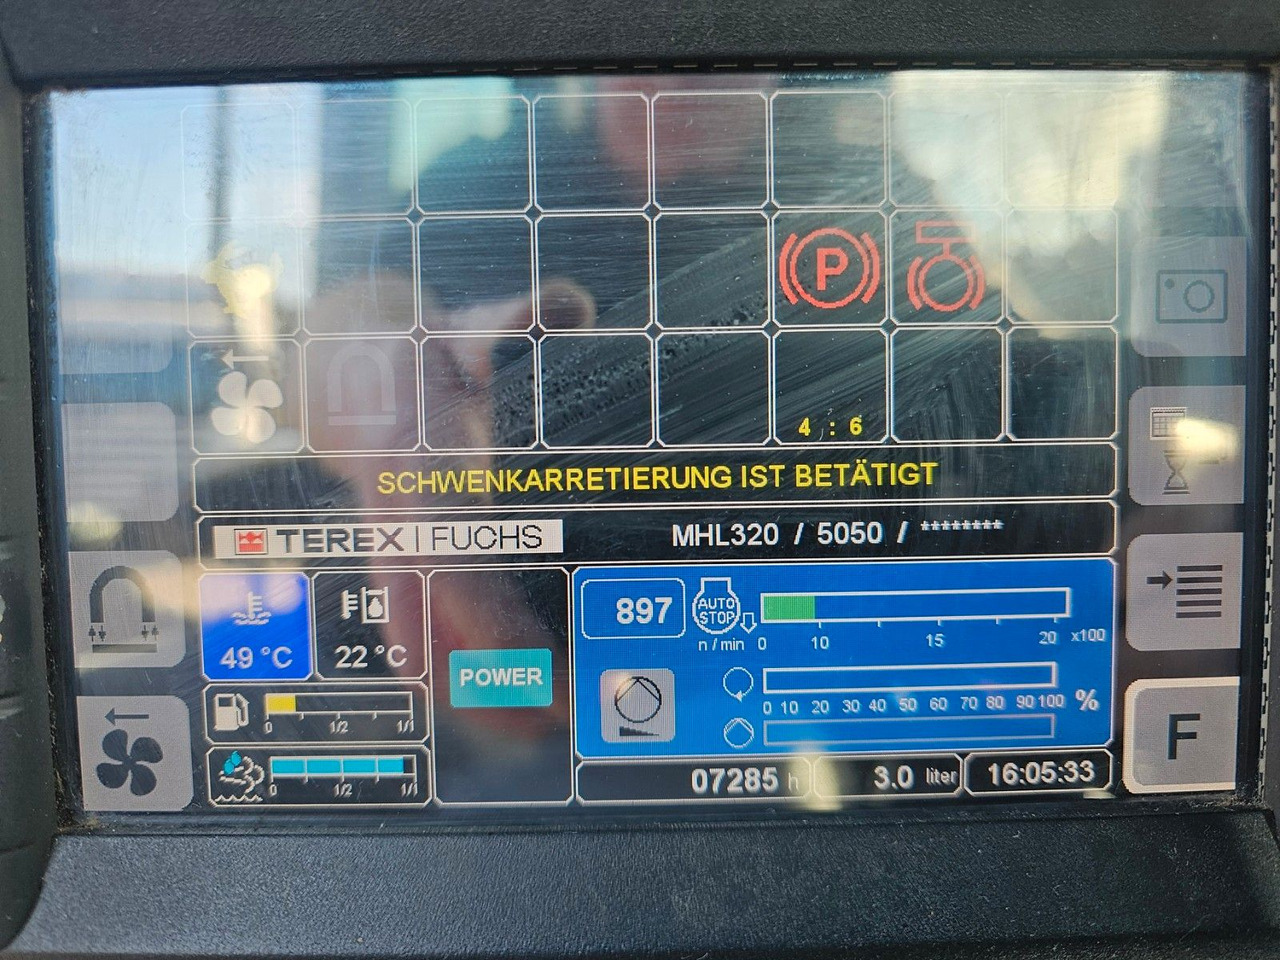 P
4 : 6
SCHWENKARRETIERUNG IST BETÄTIGT
TEREX | FUCHS MHL320 / 5050 / ********
49 °C 22 °C
897 AUTO STOP
n / min 0 10 15 20 x100
POWER
0 1/2 1/1
0 10 20 30 40 50 60 70 80 90 100 %
0 1/2 1/1
07285 h 3.0 liter 16:05:33
F